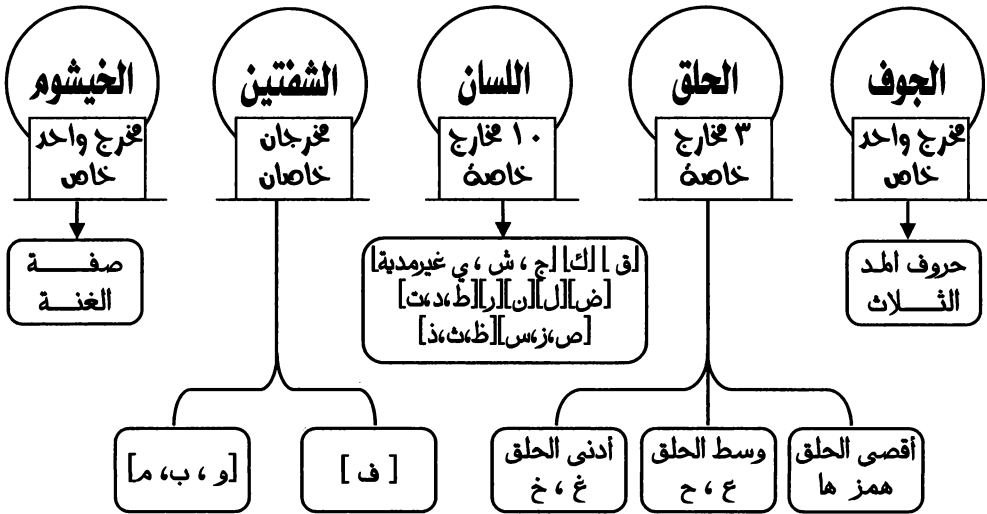 الجوف
مخرج واحد
خاص
حروف المد
الثلاث
الحلق
٣ مخارج
خاصة
أقصى الحلق
همز ها
وسط الحلق
ع ، ح
أدنى الحلق
غ ، خ
اللسان
١٠ مخارج
خاصة
[ق] [ك] [ج ، ش ، ي غيرمدية]
[ض][ل][ن][ر][ط،د،ت]
[ص،ز،س][ظ،ث،ذ]
الشفتين
مخرجان
خاصان
[ ف ]
[و ، ب، م]
الخيشوم
مخرج واحد
خاص
صفة
الغنة